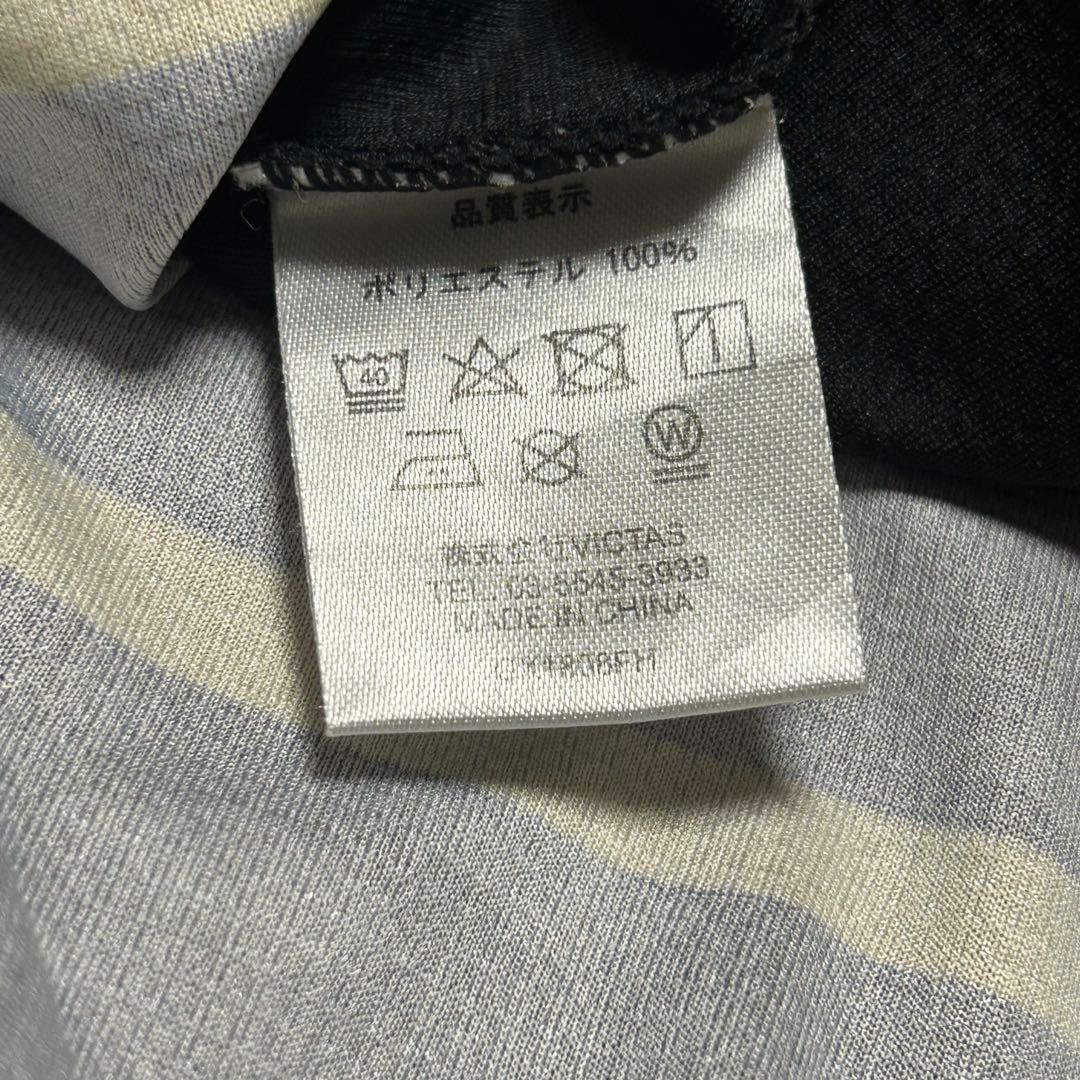 品質表示
ポリエステル 100%
40
W
株式会社VICTAS
TEL: 03-5545-3933
MADE IN CHINA